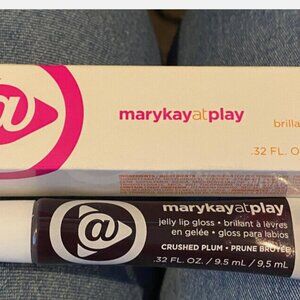 @
marykayatplay
brilla
.32 FL. O
@
marykayatplay
jelly lip gloss • brillant à lèvres
en gelée • gloss para labios
CRUSHED PLUM • PRUNE BROYÉE
.32 FL. OZ. / 9,5 mL / 9,5 mL